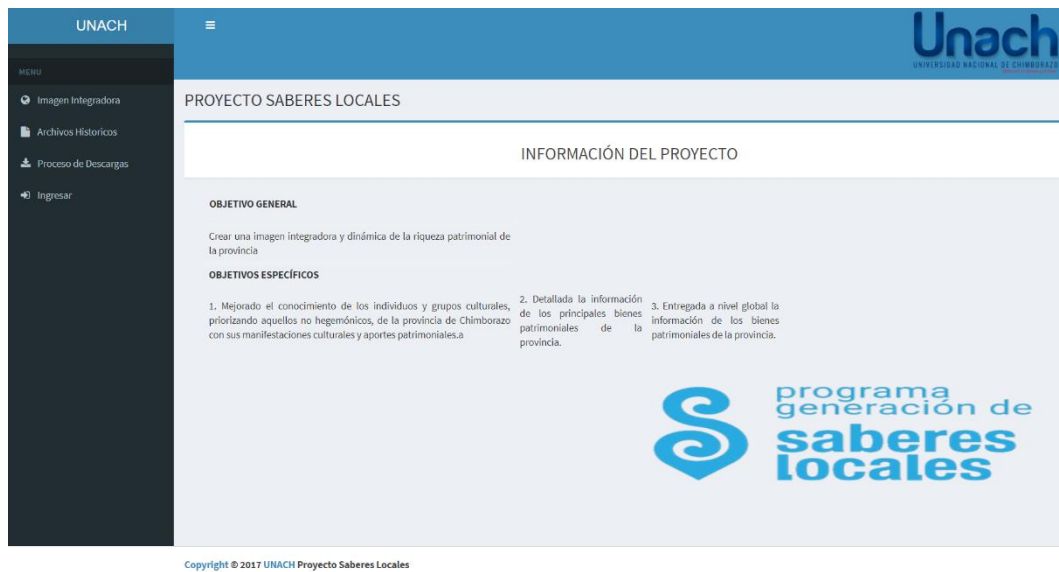 UNACH
Unach
UNIVERSIDAD NACIONAL DE CHIMBORAZO
MENU
Imagen Integradora
Archivos Historicos
Proceso de Descargas
Ingresar
PROYECTO SABERES LOCALES
INFORMACIÓN DEL PROYECTO
OBJETIVO GENERAL
Crear una imagen integradora y dinámica de la riqueza patrimonial de
la provincia
OBJETIVOS ESPECÍFICOS
1. Mejorado el conocimiento de los individuos y grupos culturales,
priorizando aquellos no hegemónicos, de la provincia de Chimborazo
con sus manifestaciones culturales y aportes patrimoniales.a
2. Detallada la información
de los principales bienes
patrimoniales de la
provincia.
3. Entregada a nivel global la
información de los bienes
patrimoniales de la provincia.
programa
generación de
saberes
locales
Copyright © 2017 UNACH Proyecto Saberes Locales